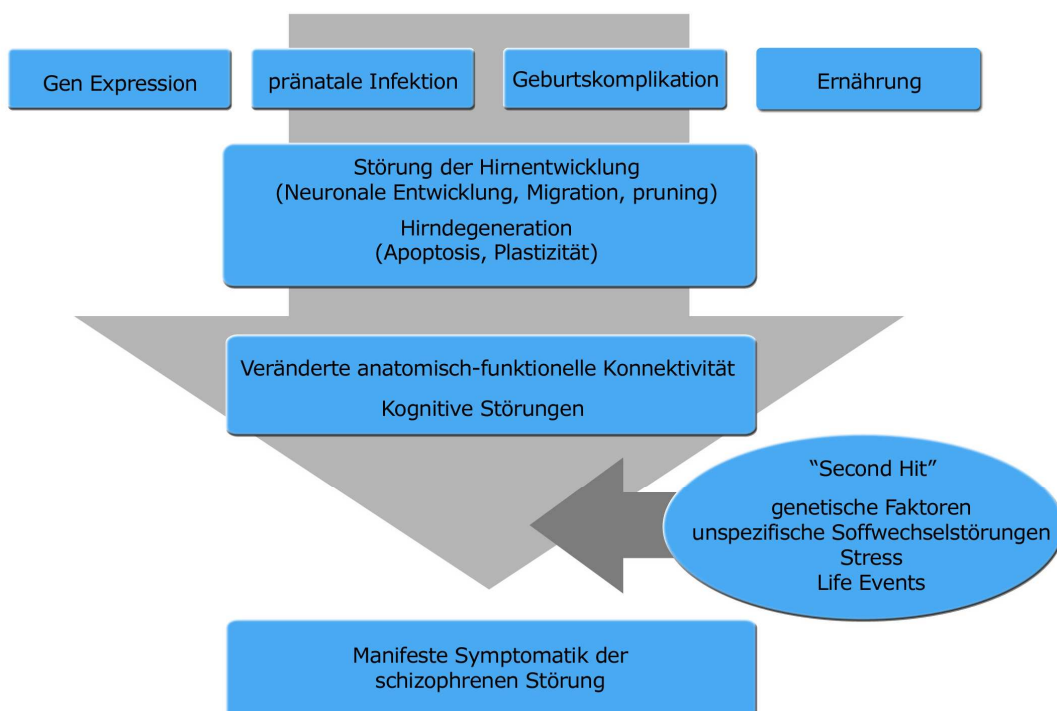 Gen Expression
pränatale Infektion
Geburtskomplikation
Ernährung
Störung der Hirnentwicklung
(Neuronale Entwicklung, Migration, pruning)
Hirndegeneration
(Apoptosis, Plastizität)
Veränderte anatomisch-funktionelle Konnektivität
Kognitive Störungen
“Second Hit”
genetische Faktoren
unspezifische Soffwechselstörungen
Stress
Life Events
Manifeste Symptomatik der
schizophrenen Störung